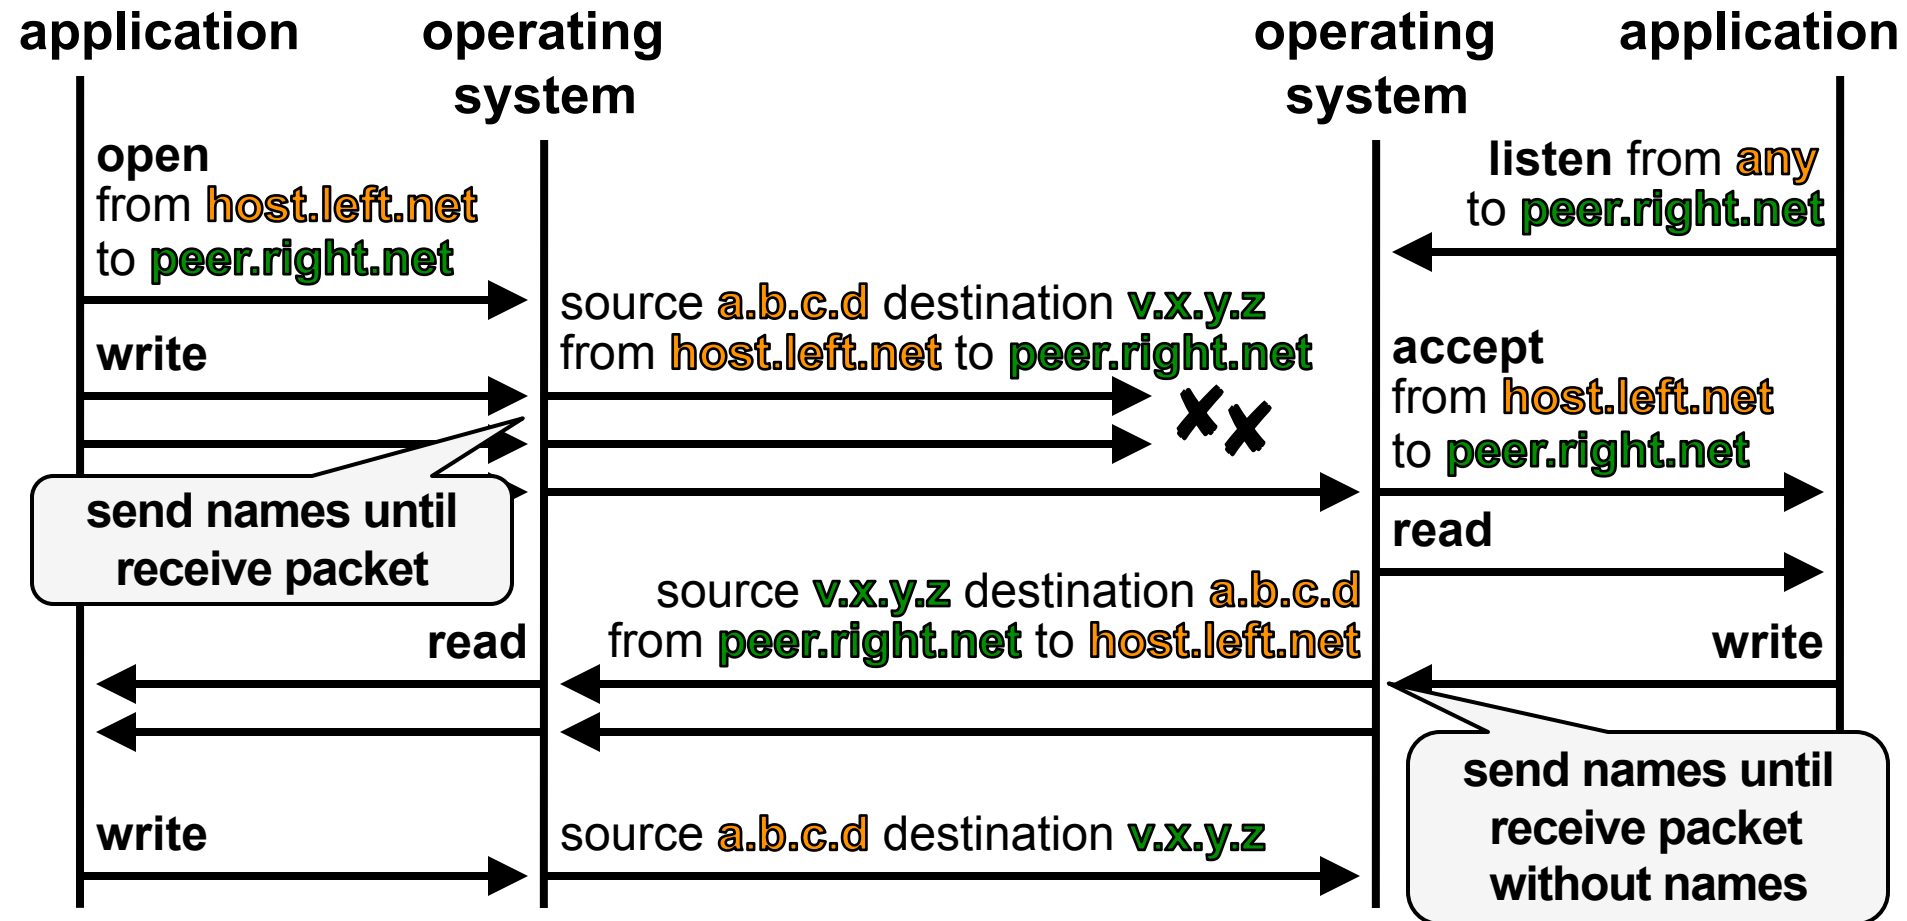 application
operating
system
operating
system
application
open
from host.left.net
to peer.right.net
listen from any
to peer.right.net
source a.b.c.d destination v.x.y.z
from host.left.net to peer.right.net
write
accept
from host.left.net
to peer.right.net
send names until
receive packet
read
source v.x.y.z destination a.b.c.d
from peer.right.net to host.left.net
read
write
send names until
receive packet
without names
write
source a.b.c.d destination v.x.y.z